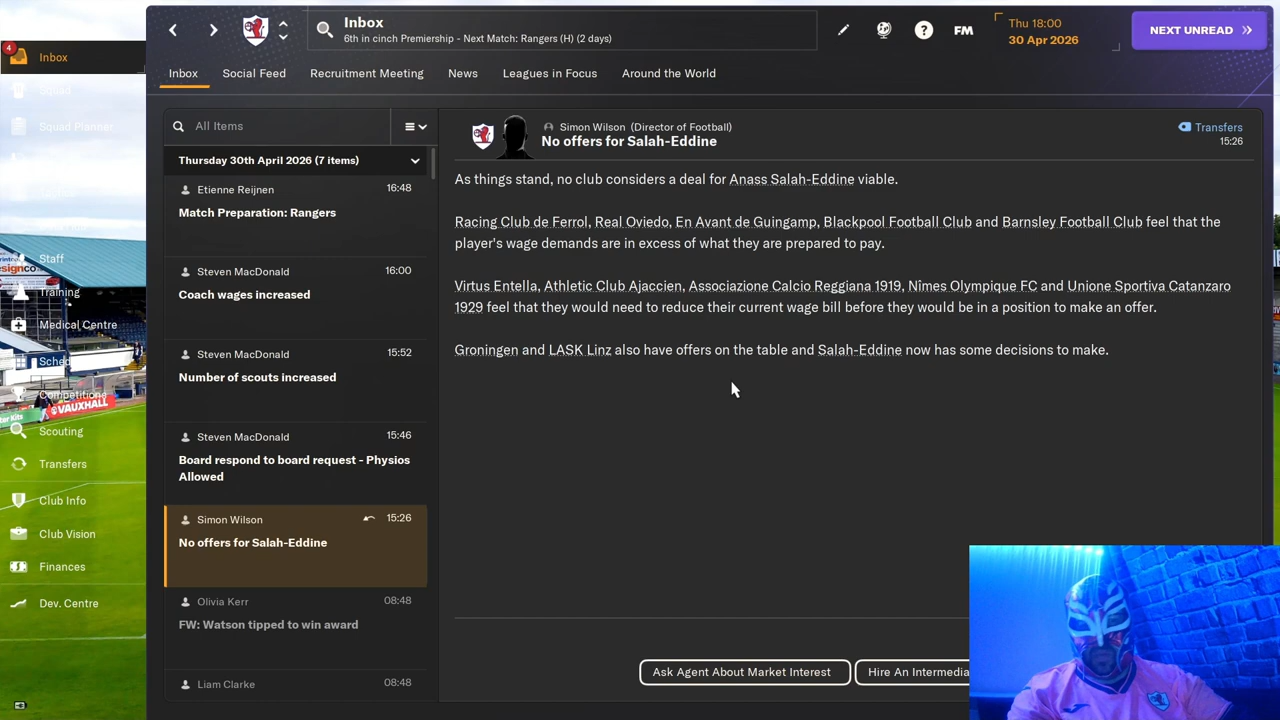 Inbox
6th in cinch Premiership - Next Match: Rangers (H) (2 days)
FM
Thu 18:00
30 Apr 2026
NEXT UNREAD
4
Inbox
Squad
Squad Planner
Staff
Training
Medical Centre
Competitions
Scouting
Transfers
Club Info
Club Vision
Finances
Dev. Centre
VAUXHALL
Inbox
Social Feed
Recruitment Meeting
News
Leagues in Focus
Around the World
All Items
Thursday 30th April 2026 (7 items)
Etienne Reijnen 16:48
Match Preparation: Rangers
Steven MacDonald 16:00
Coach wages increased
Steven MacDonald 15:52
Number of scouts increased
Steven MacDonald 15:46
Board respond to board request - Physios
Allowed
Simon Wilson 15:26
No offers for Salah-Eddine
Olivia Kerr 08:48
FW: Watson tipped to win award
Liam Clarke 08:48
Simon Wilson (Director of Football)
No offers for Salah-Eddine
Transfers
15:26
As things stand, no club considers a deal for Anass Salah-Eddine viable.
Racing Club de Ferrol, Real Oviedo, En Avant de Guingamp, Blackpool Football Club and Barnsley Football Club feel that the
player's wage demands are in excess of what they are prepared to pay.
Virtus Entella, Athletic Club Ajaccien, Associazione Calcio Reggiana 1919, Nîmes Olympique FC and Unione Sportiva Catanzaro
1929 feel that they would need to reduce their current wage bill before they would be in a position to make an offer.
Groningen and LASK Linz also have offers on the table and Salah-Eddine now has some decisions to make.
Ask Agent About Market Interest
Hire An Intermedia